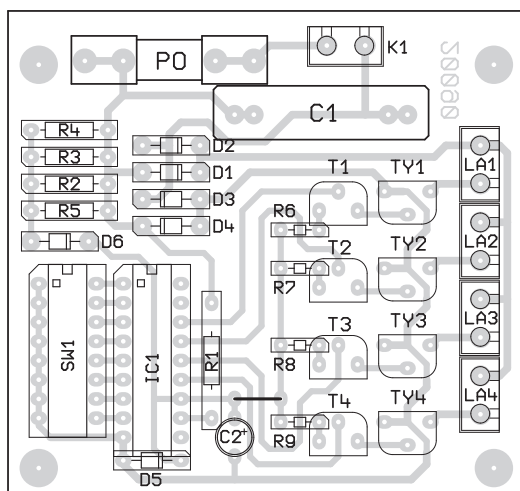 PO
K1
20090
C1
R4
R3
R2
R5
D2
D1
D3
D4
D6
T1
TY1
LA1
R6
T2
TY2
LA2
R7
T3
TY3
LA3
R8
T4
TY4
LA4
R9
SW1
IC1
R1
C2+
D5